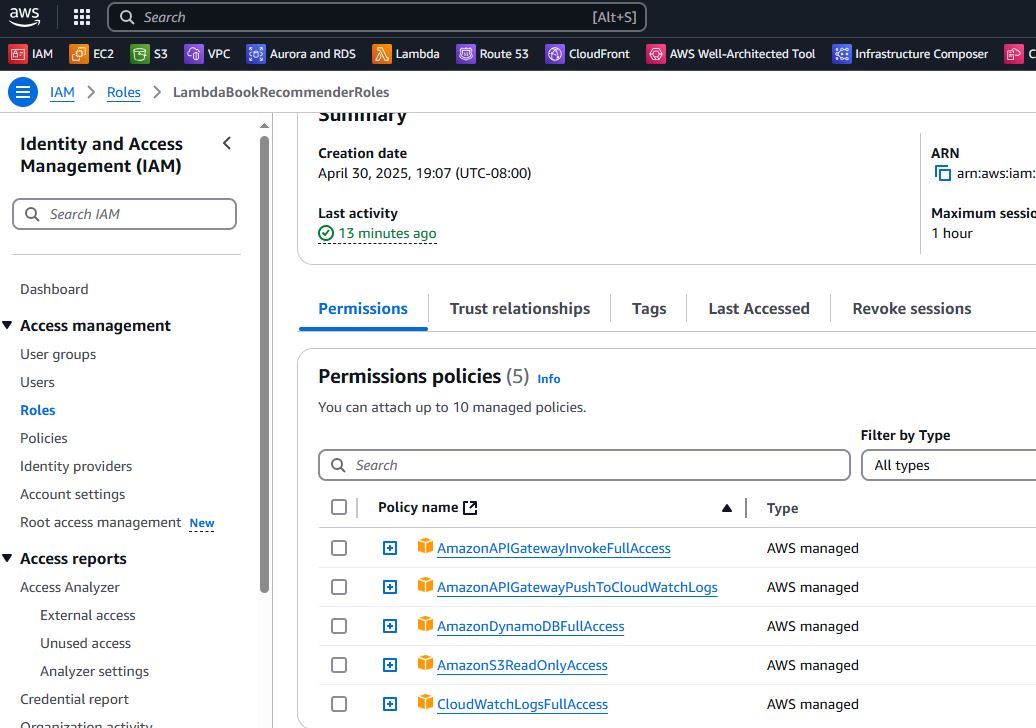 aws
Search [Alt+S]
IAM EC2 S3 VPC Aurora and RDS Lambda Route 53 CloudFront AWS Well-Architected Tool Infrastructure Composer
IAM > Roles > LambdaBookRecommenderRoles
Identity and Access
Management (IAM)
Search IAM
Dashboard
Access management
User groups
Users
Roles
Policies
Identity providers
Account settings
Root access management New
Access reports
Access Analyzer
External access
Unused access
Analyzer settings
Credential report
Organization activity
Summary
Creation date
April 30, 2025, 19:07 (UTC-08:00)
Last activity
13 minutes ago
ARN
arn:aws:iam:
Maximum sessio
1 hour
Permissions Trust relationships Tags Last Accessed Revoke sessions
Permissions policies (5) Info
You can attach up to 10 managed policies.
Filter by Type
Search All types
Policy name Type
AmazonAPIGatewayInvokeFullAccess AWS managed
AmazonAPIGatewayPushToCloudWatchLogs AWS managed
AmazonDynamoDBFullAccess AWS managed
AmazonS3ReadOnlyAccess AWS managed
CloudWatchLogsFullAccess AWS managed